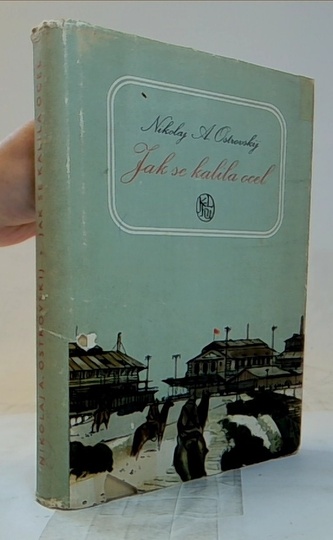 Nikolaj A. Ostrovskij
Jak se kalila ocel
NIKOLAJ A. OSTROVSKIJ * JAK SE KALILA OCEL